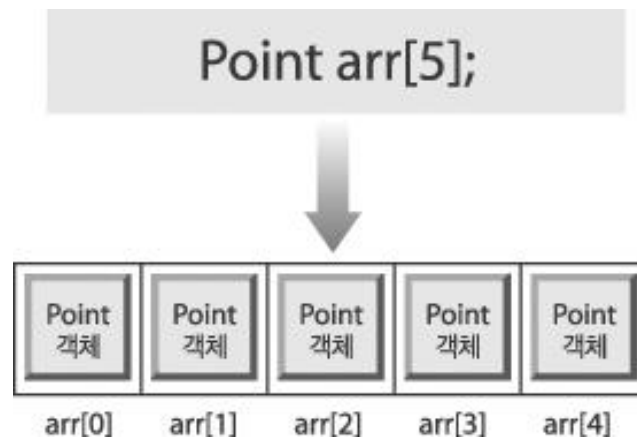 Point arr[5];
Point Point Point Point Point
객체 객체 객체 객체 객체
arr[0] arr[1] arr[2] arr[3] arr[4]